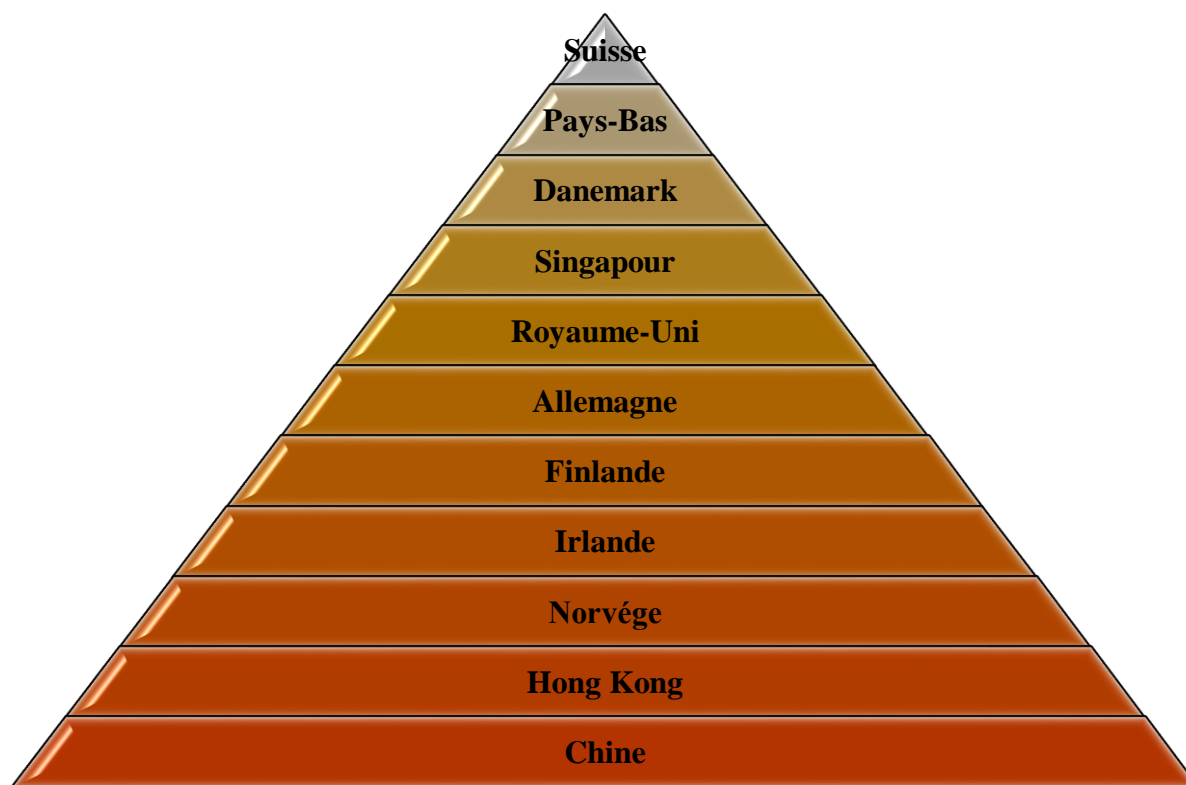 Suisse
Pays-Bas
Danemark
Singapour
Royaume-Uni
Allemagne
Finlande
Irlande
Norvége
Hong Kong
Chine